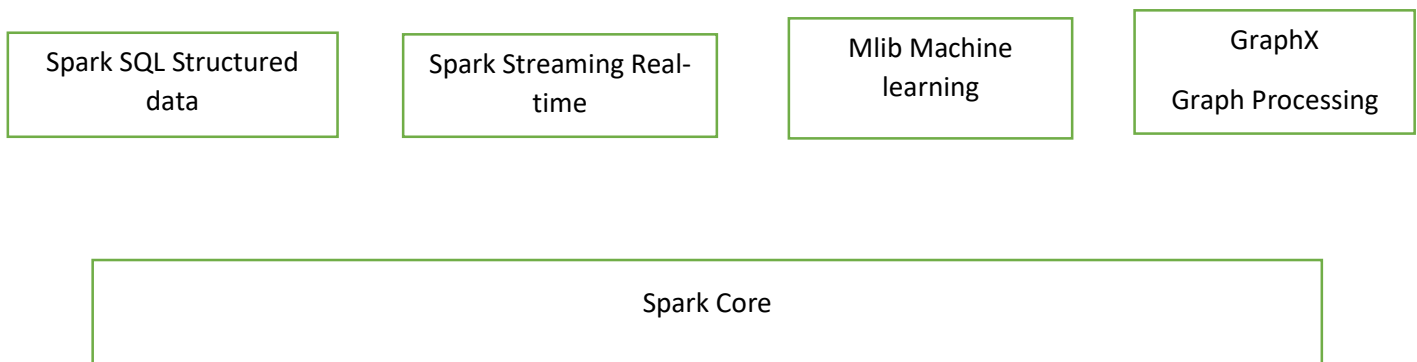 Spark SQL Structured
data
Spark Streaming Real-
time
Mlib Machine
learning
GraphX
Graph Processing
Spark Core